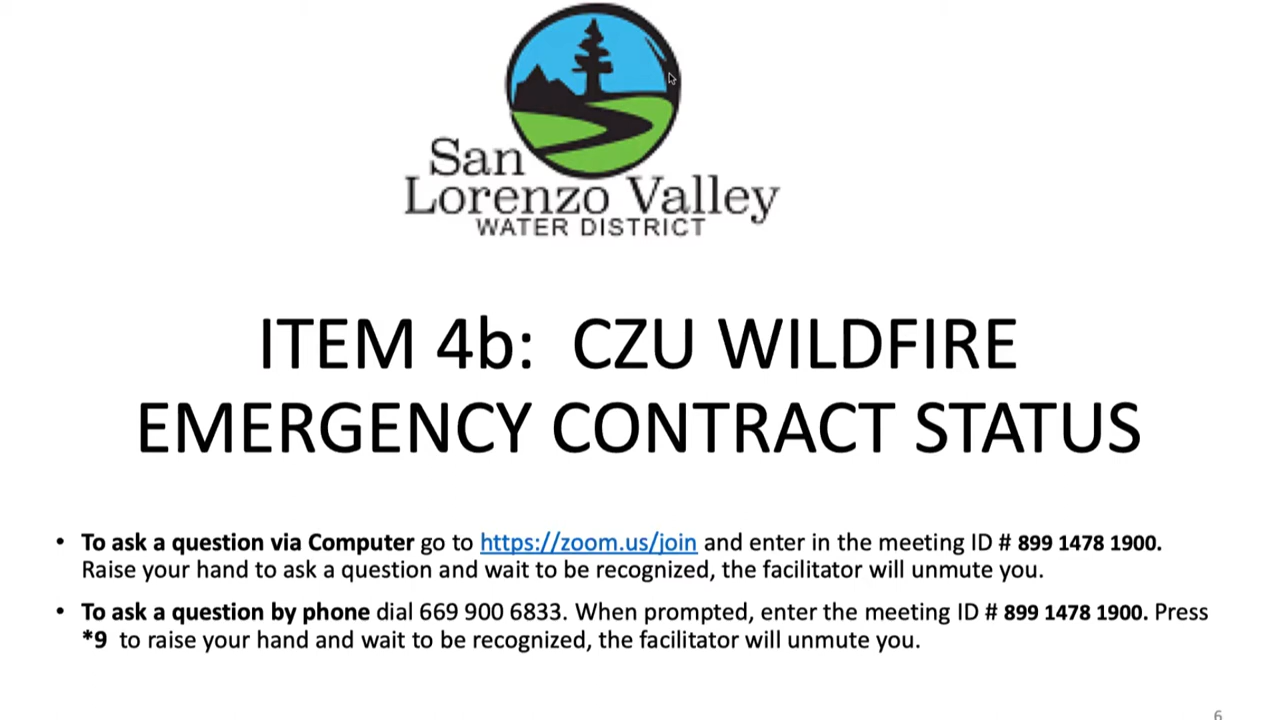 San
Lorenzo Valley
WATER DISTRICT
ITEM 4b: CZU WILDFIRE
EMERGENCY CONTRACT STATUS
• To ask a question via Computer go to https://zoom.us/join and enter in the meeting ID # 899 1478 1900.
Raise your hand to ask a question and wait to be recognized, the facilitator will unmute you.
• To ask a question by phone dial 669 900 6833. When prompted, enter the meeting ID # 899 1478 1900. Press
*9 to raise your hand and wait to be recognized, the facilitator will unmute you.
6